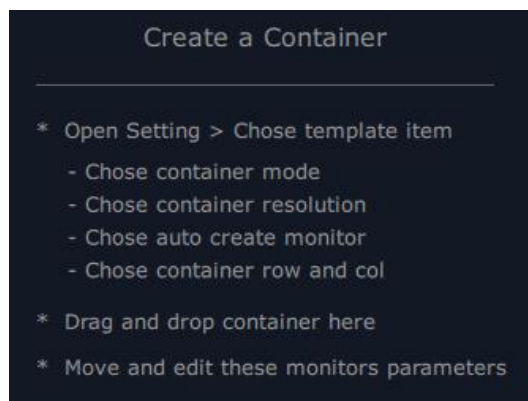 Create a Container
* Open Setting > Chose template item
- Chose container mode
- Chose container resolution
- Chose auto create monitor
- Chose container row and col
* Drag and drop container here
* Move and edit these monitors parameters